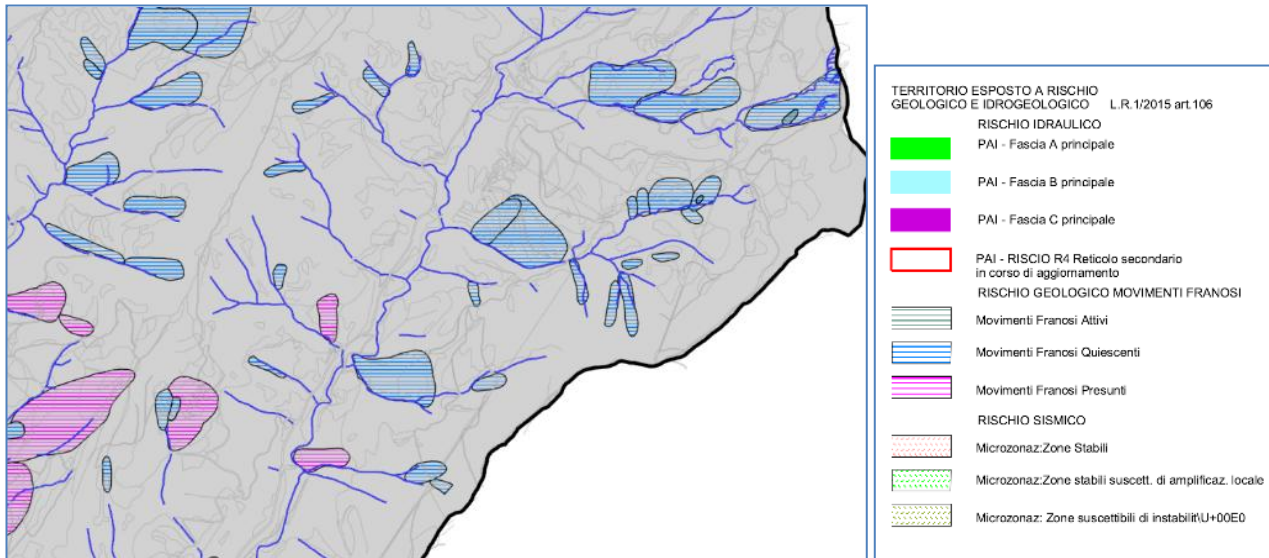 TERRITORIO ESPOSTO A RISCHIO
GEOLOGICO E IDROGEOLOGICO L.R.1/2015 art.106
RISCHIO IDRAULICO
PAI - Fascia A principale
PAI - Fascia B principale
PAI - Fascia C principale
PAI - RISCIO R4 Reticolo secondario
in corso di aggiornamento
RISCHIO GEOLOGICO MOVIMENTI FRANOSI
Movimenti Franosi Attivi
Movimenti Franosi Quiescenti
Movimenti Franosi Presunti
RISCHIO SISMICO
Microzonaz:Zone Stabili
Microzonaz:Zone stabili suscett. di amplificaz. locale
Microzonaz: Zone suscettibili di instabilit\U+00E0